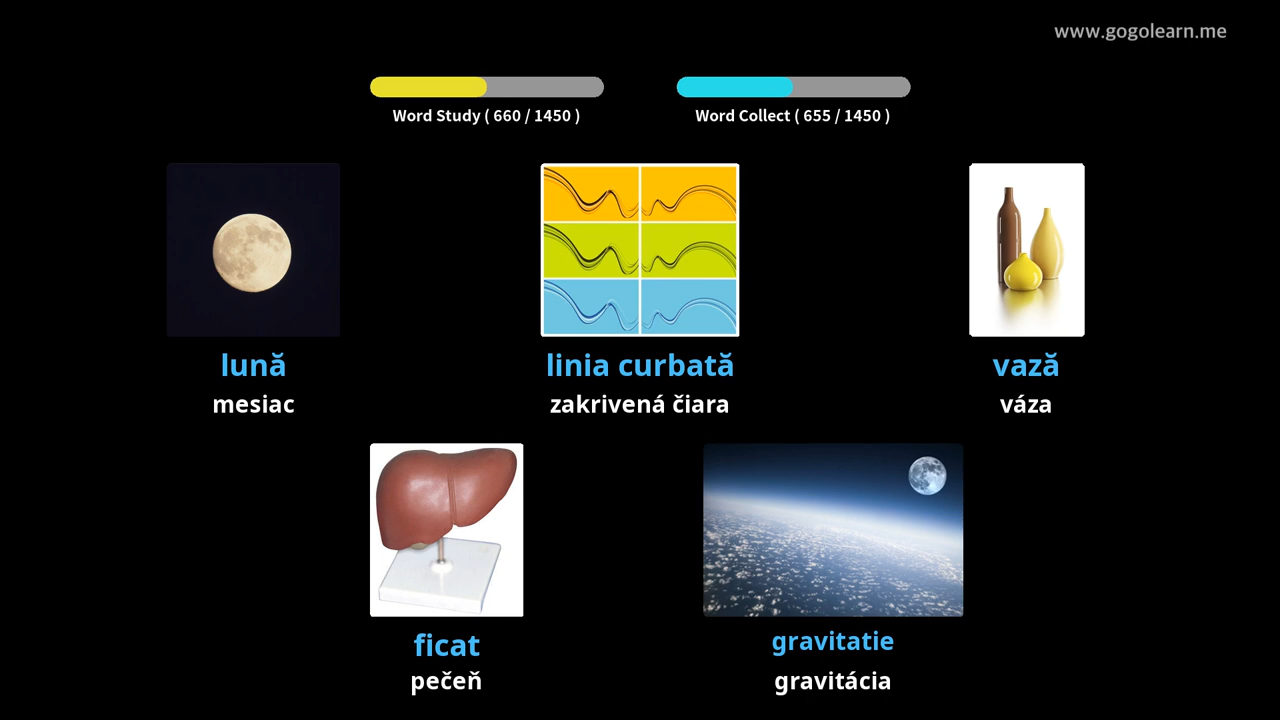 www.gogolearn.me
Word Study ( 660 / 1450 )
Word Collect ( 655 / 1450 )
lună
mesiac
linia curbată
zakrivená čiara
vază
váza
ficat
pečeň
gravitatie
gravitácia